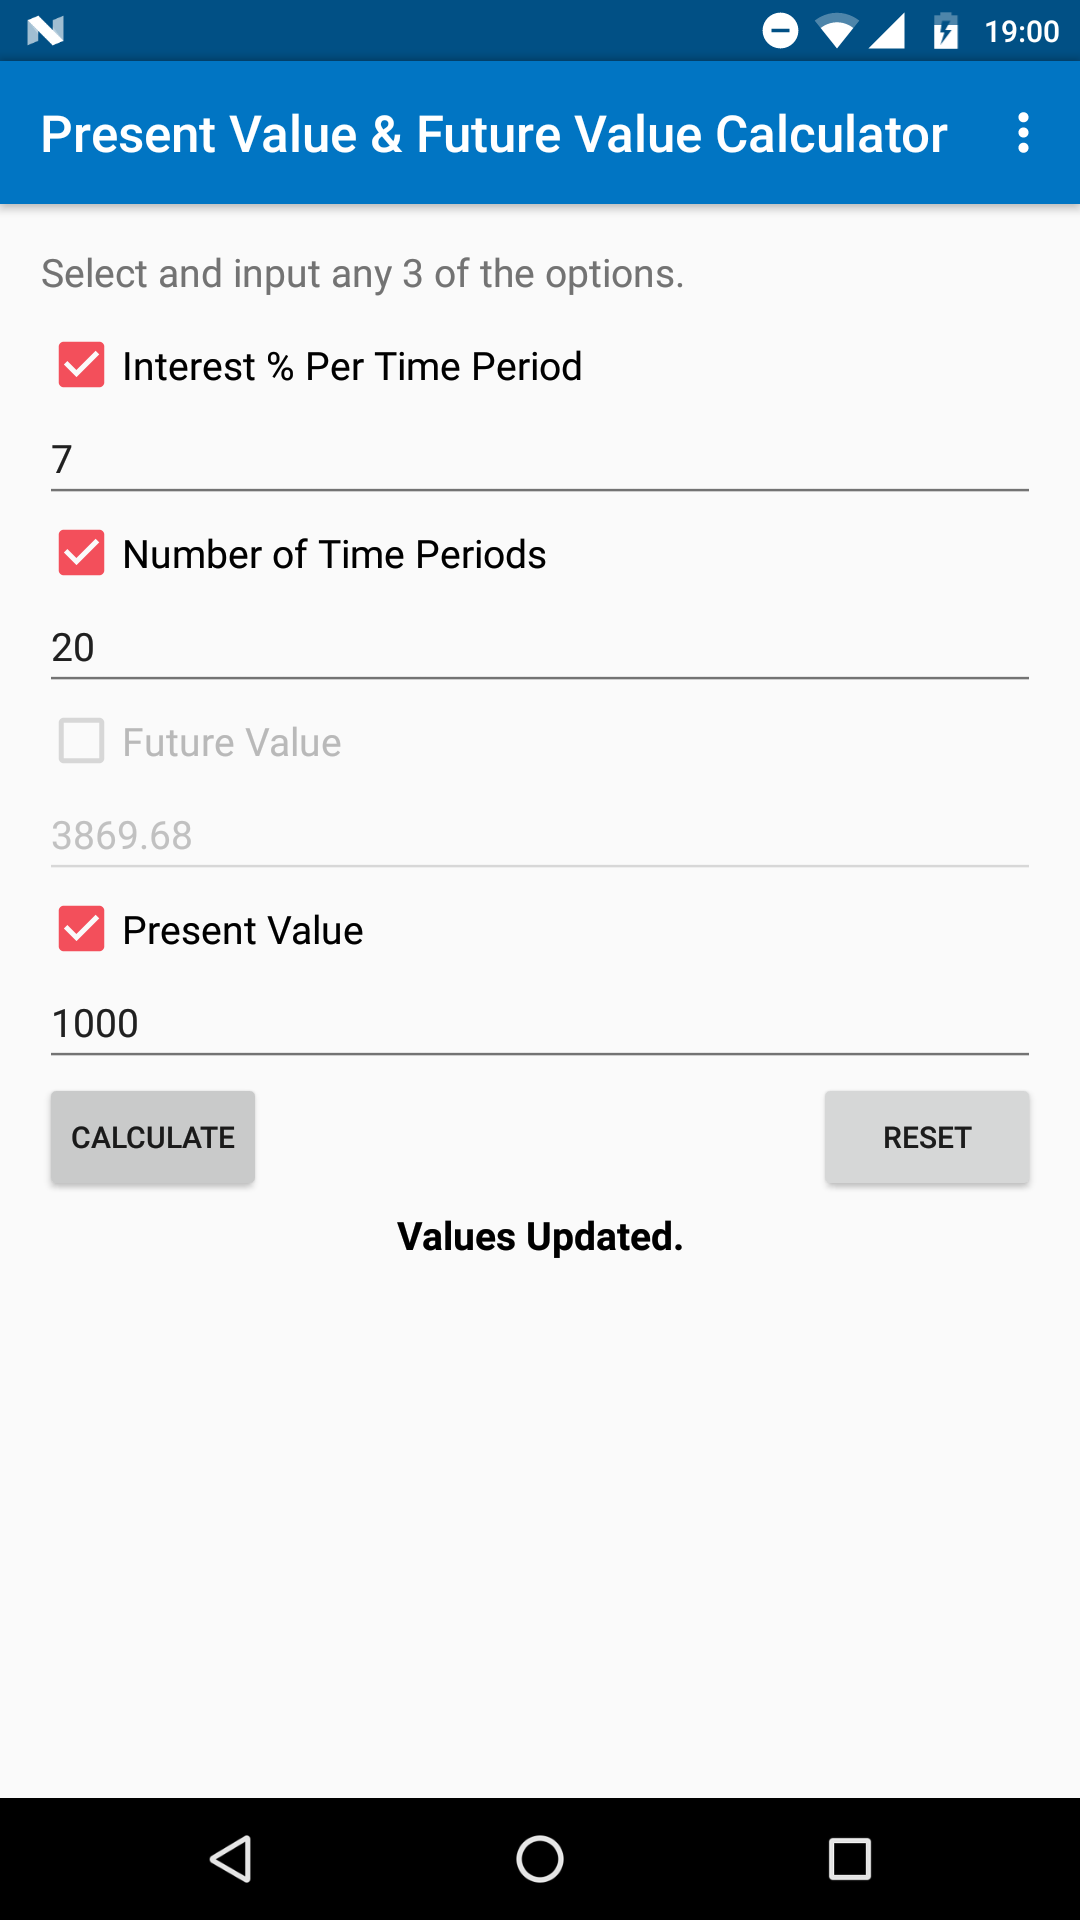 19:00
Present Value & Future Value Calculator
Select and input any 3 of the options.
Interest % Per Time Period
7
Number of Time Periods
20
Future Value
3869.68
Present Value
1000
CALCULATE
RESET
Values Updated.